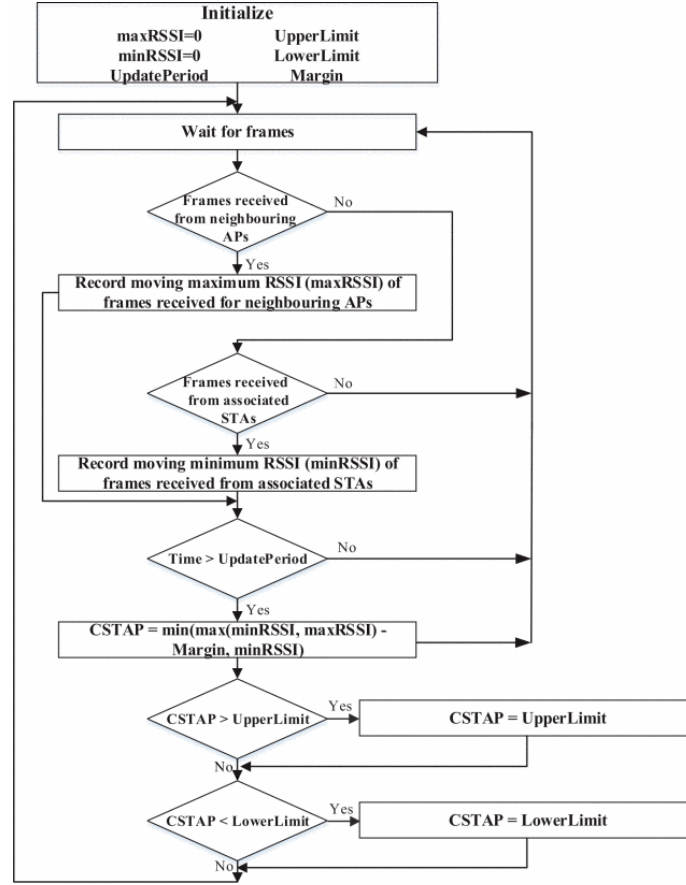 Initialize
maxRSSI=0 UpperLimit
minRSSI=0 LowerLimit
UpdatePeriod Margin
Wait for frames
Frames received
from neighbouring
APs
No
Yes
Record moving maximum RSSI (maxRSSI) of
frames received for neighbouring APs
Frames received
from associated
STAs
No
Yes
Record moving minimum RSSI (minRSSI) of
frames received from associated STAs
Time > UpdatePeriod
No
Yes
CSTAP = min(max(minRSSI, maxRSSI) -
Margin, minRSSI)
CSTAP > UpperLimit
Yes
CSTAP = UpperLimit
No
CSTAP < LowerLimit
Yes
CSTAP = LowerLimit
No